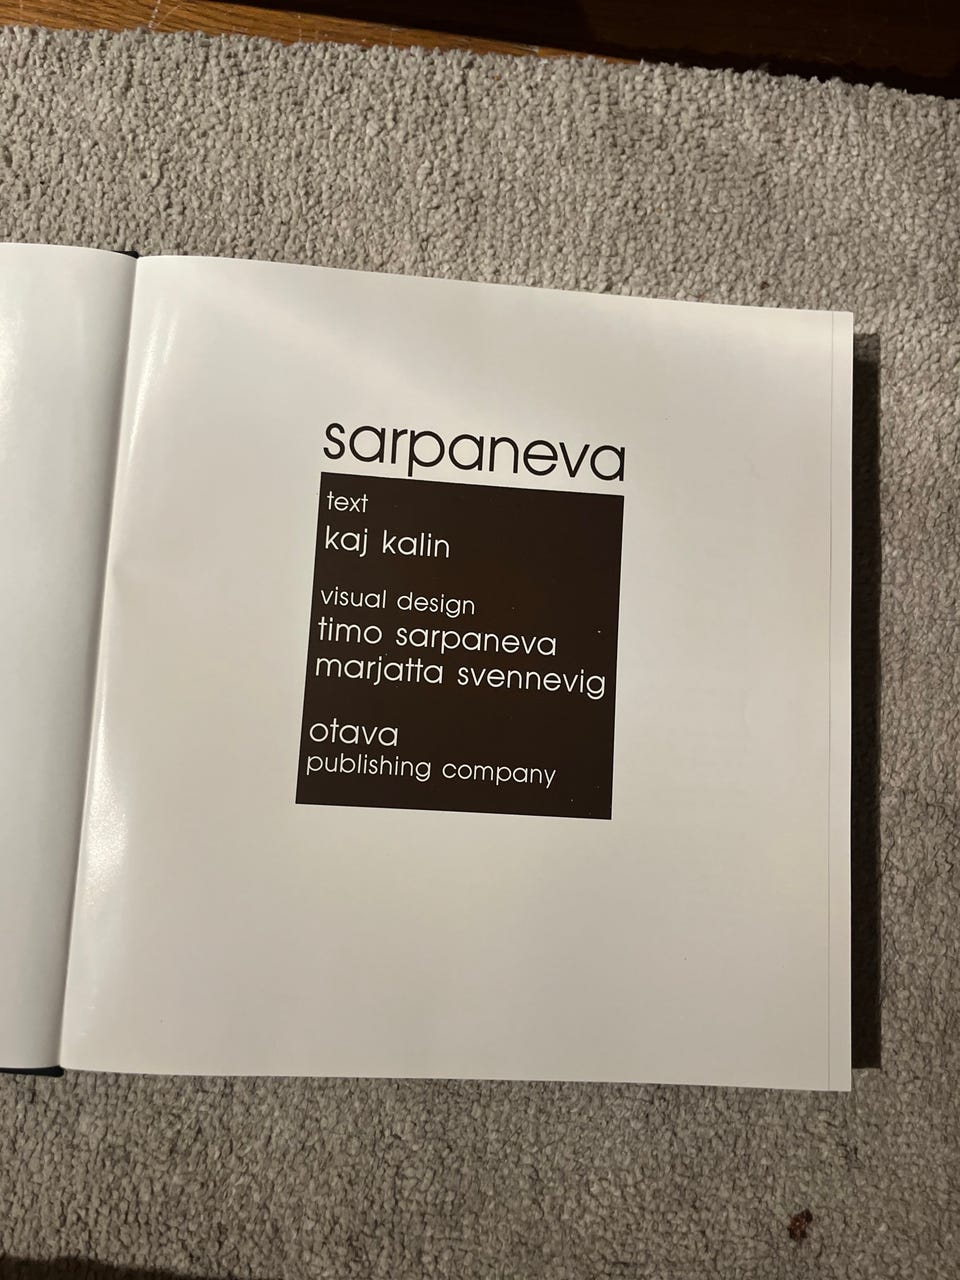 sarpaneva
text
kaj kalin
visual design
timo sarpaneva
marjatta svennevig
otava
publishing company